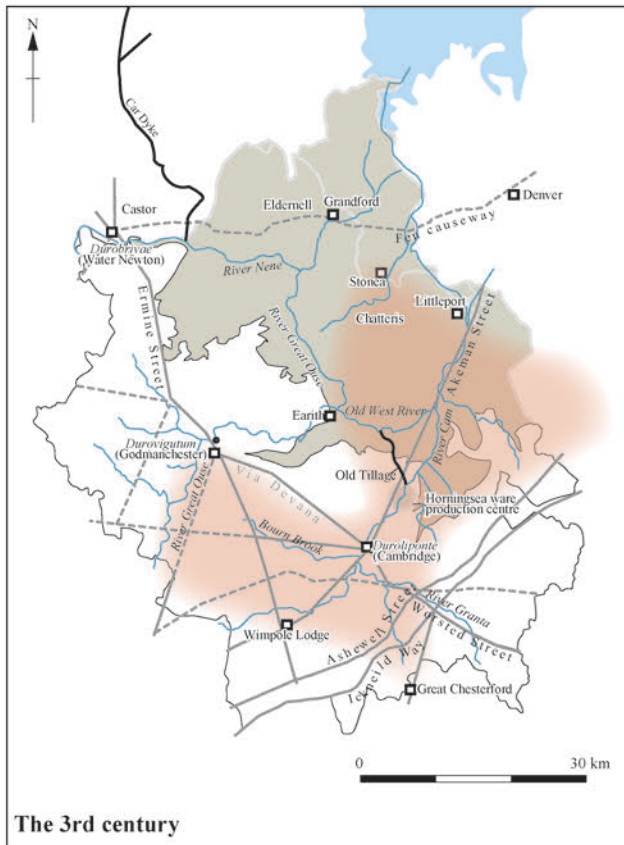 N
Car Dyke
Denver
Castor
Eldernell
Grandford
Fen causeway
Durobrivae
(Water Newton)
River Nene
Stonea
Littleport
Ermine Street
Chatteris
Akeman Street
River Great Ouse
Earith
Old West River
River Cam
Durovigutum
(Godmanchester)
Via Devana
Old Tillage
Horningsea ware
production centre
River Great Ouse
Bourn Brook
Duroliponte
(Cambridge)
River Granta
Wimpole Lodge
Ashwell Street
Worsted Street
Ickneild Way
Great Chesterford
0 30 km
The 3rd century